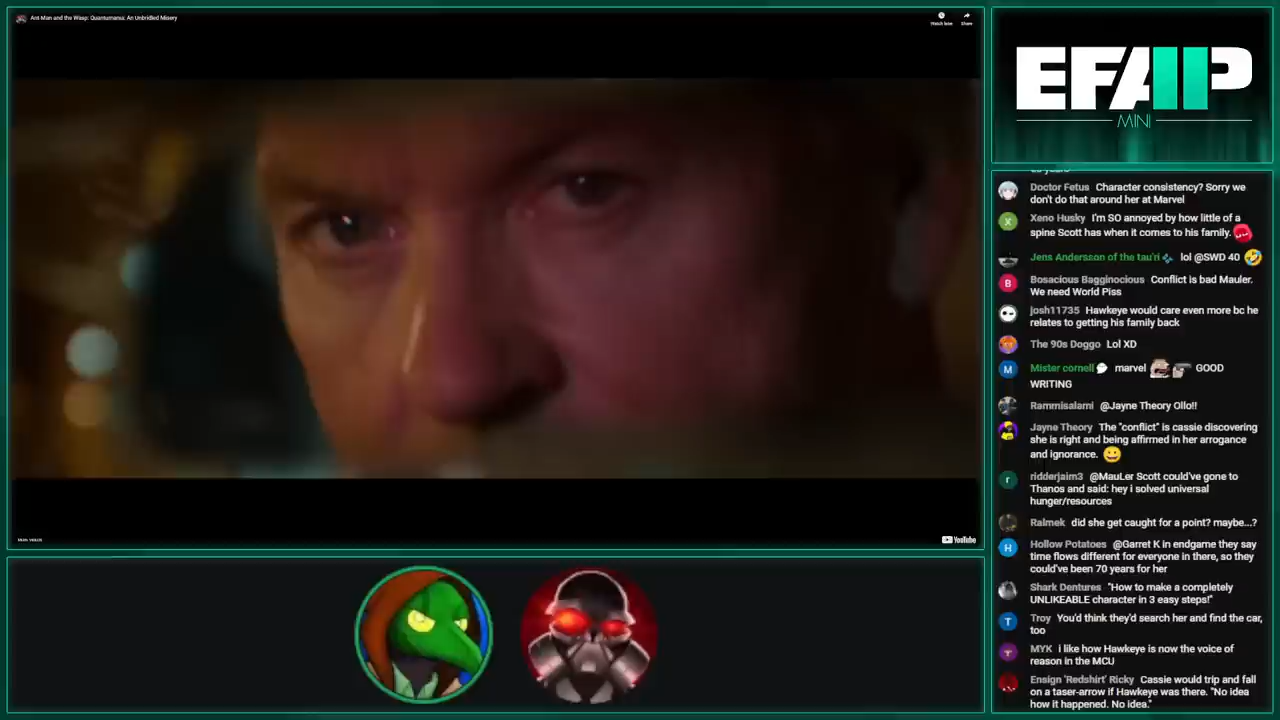 Ant-Man and the Wasp: Quantumania: An Unbridled Misery
Watch later
Share
EFAP
MINI
Doctor Fetus Character consistency? Sorry we
don't do that around her at Marvel
Xeno Husky I'm SO annoyed by how little of a
spine Scott has when it comes to his family.
Jens Andersson of the tau'ri lol @SWD 40
Bosacious Bagginocious Conflict is bad Mauler.
We need World Piss
josh11735 Hawkeye would care even more bc he
relates to getting his family back
The 90s Doggo Lol XD
Mister cornell marvel GOOD
WRITING
Rammisalami @Jayne Theory Ollo!!
Jayne Theory The "conflict" is cassie discovering
she is right and being affirmed in her arrogance
and ignorance.
ridderjaim3 @MauLer Scott could've gone to
Thanos and said: hey i solved universal
hunger/resources
Ralmek did she get caught for a point? maybe...?
Hollow Potatoes @Garret K in endgame they say
time flows different for everyone in there, so they
could've been 70 years for her
Shark Dentures "How to make a completely
UNLIKEABLE character in 3 easy steps!"
Troy You'd think they'd search her and find the car,
too
MYK i like how Hawkeye is now the voice of
reason in the MCU
Ensign 'Redshirt' Ricky Cassie would trip and fall
on a taser-arrow if Hawkeye was there. "No idea
how it happened. No idea."
MORE VIDEOS
YouTube